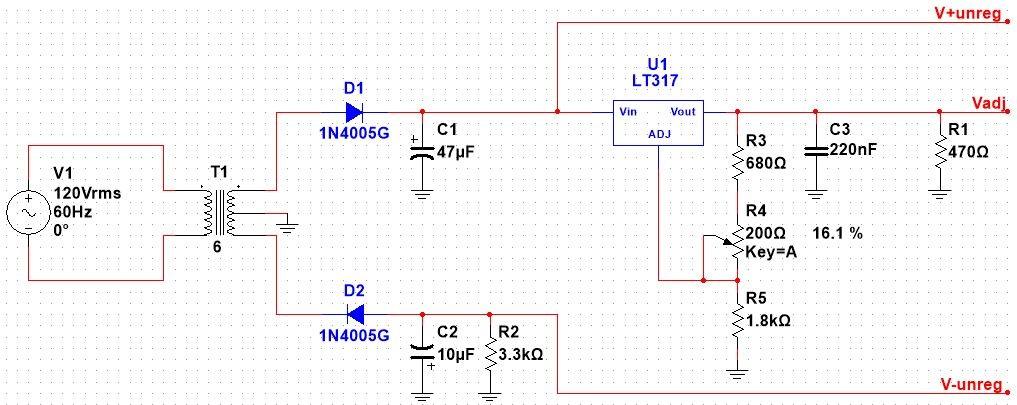 V+unreg
U1
LT317
D1
1N4005G
Vin Vout
ADJ
Vadj
C1
47µF
R3
680Ω
C3
220nF
R1
470Ω
V1
120Vrms
60Hz
0°
T1
6
R4
200Ω 16.1 %
Key=A
D2
1N4005G
R5
1.8kΩ
C2
10µF
R2
3.3kΩ
V-unreg